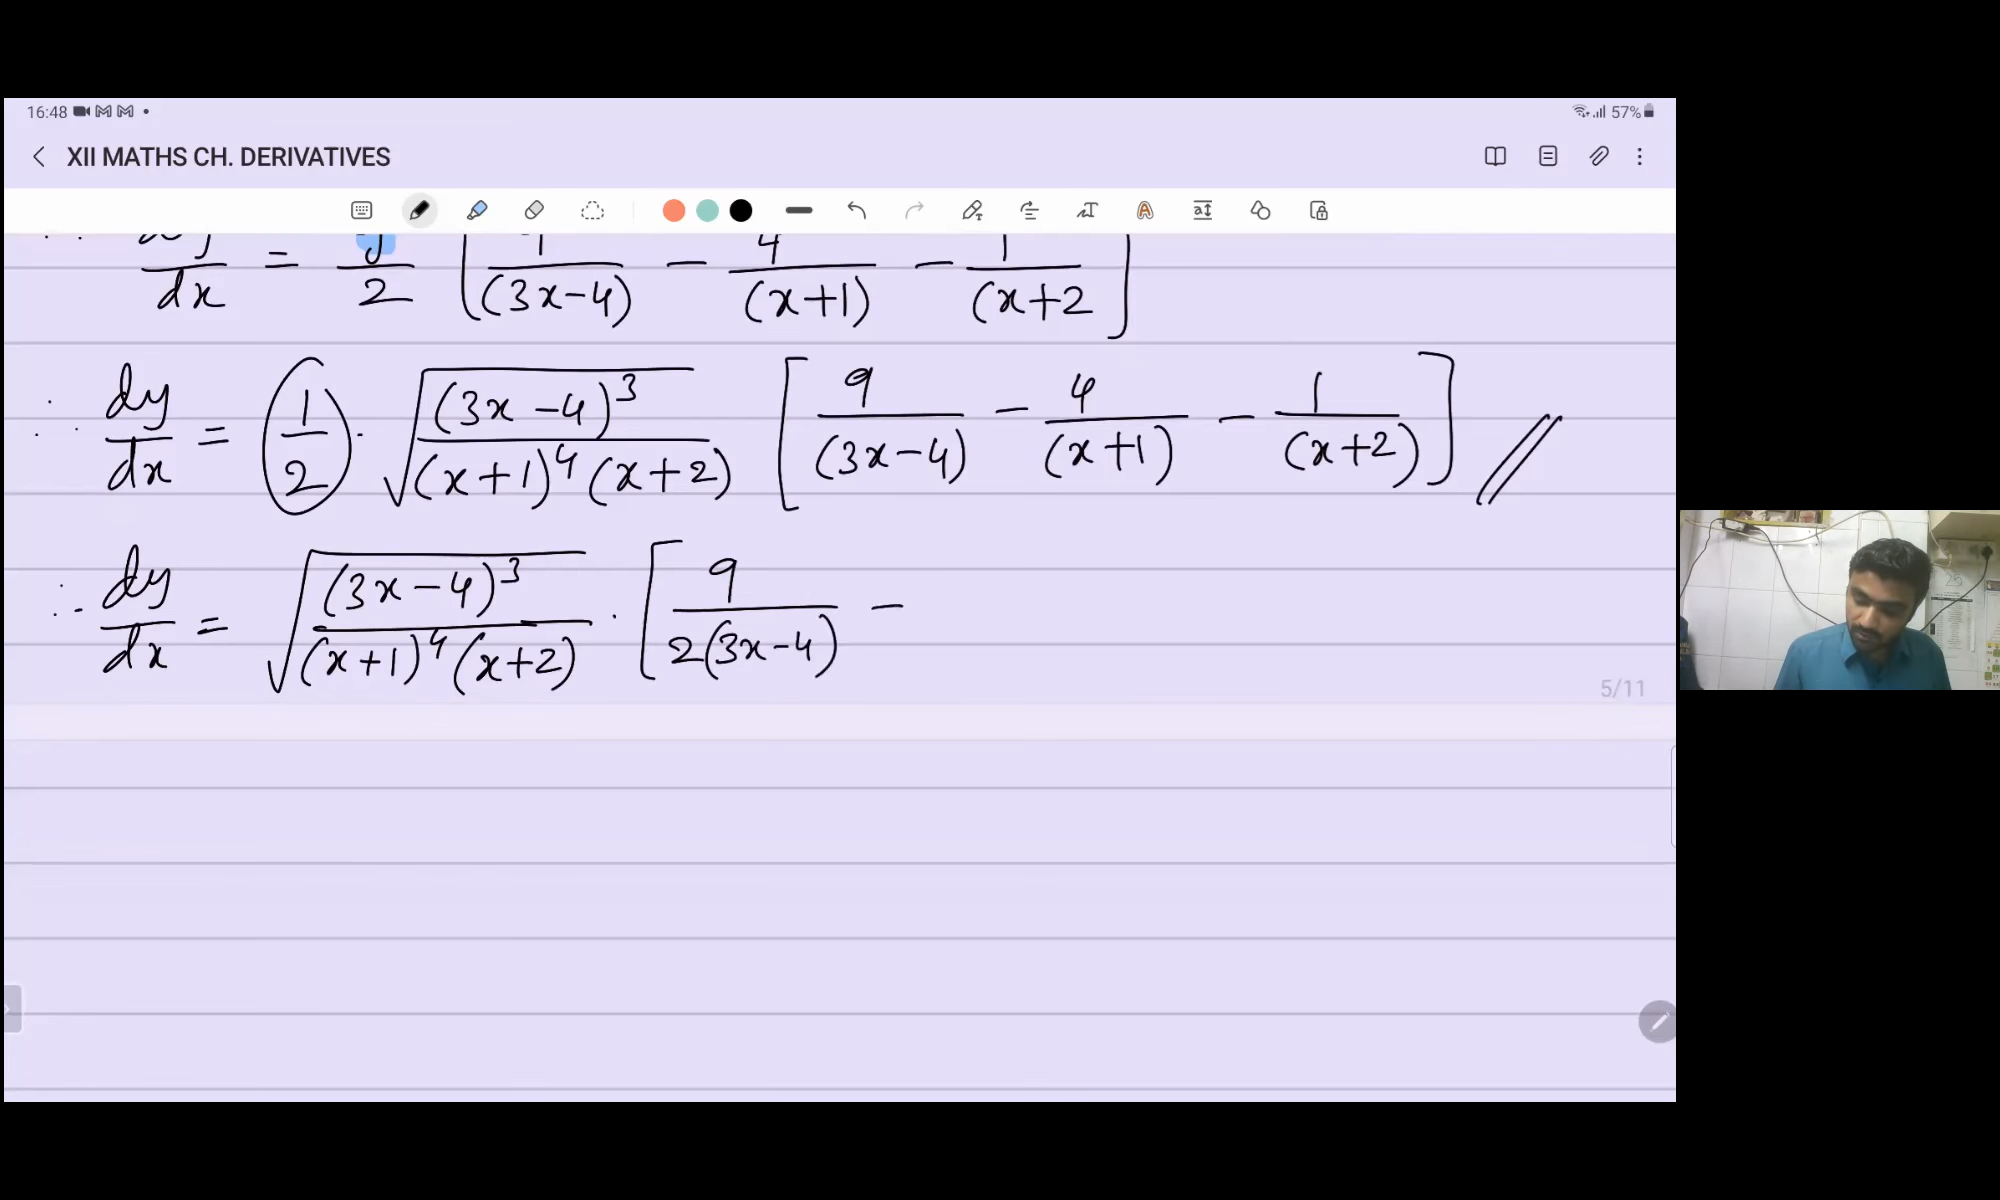 16:48 57%
XII MATHS CH. DERIVATIVES
dy/dx = y/2 [9/(3x-4) - 4/(x+1) - 1/(x+2]
∴ dy/dx = 1/2 · √((3x-4)³/(x+1)⁴(x+2)) [9/(3x-4) - 4/(x+1) - 1/(x+2)] //
∴ dy/dx = √((3x-4)³/(x+1)⁴(x+2)) · [9/2(3x-4) -
5/11